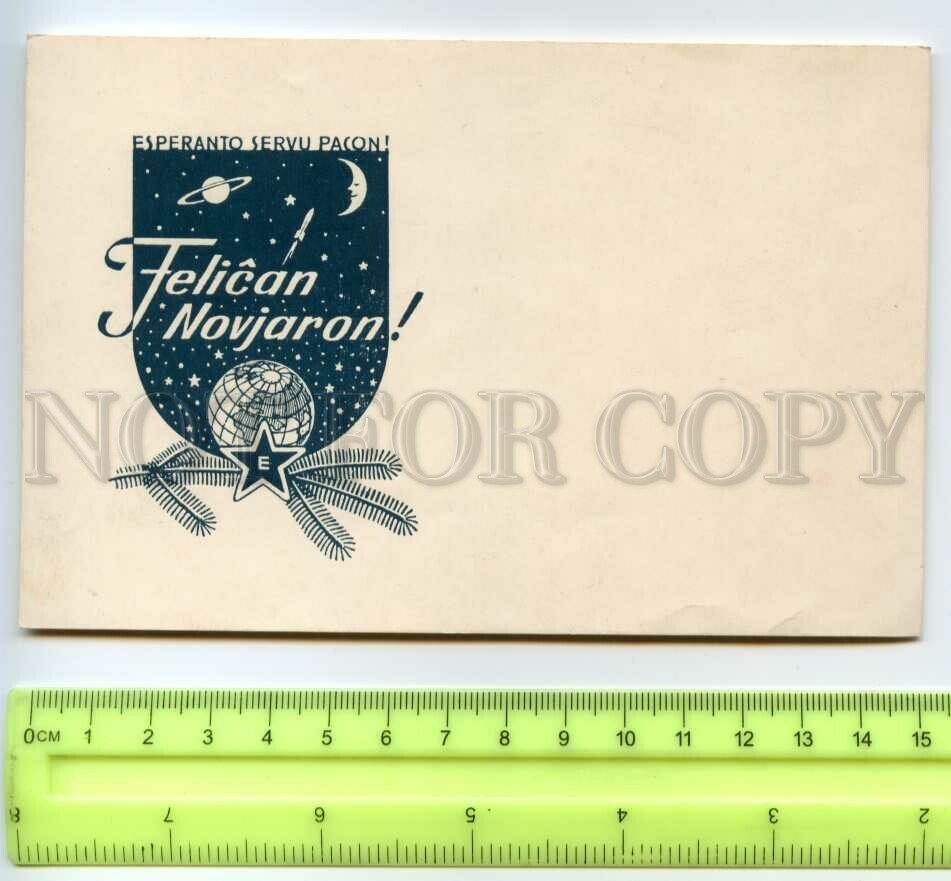 ESPERANTO SERVU PACON!
Feliĉan
Novjaron!
E
NOT FOR COPY
0см 1 2 3 4 5 6 7 8 9 10 11 12 13 14 15
8 7 6 5 4 3 2